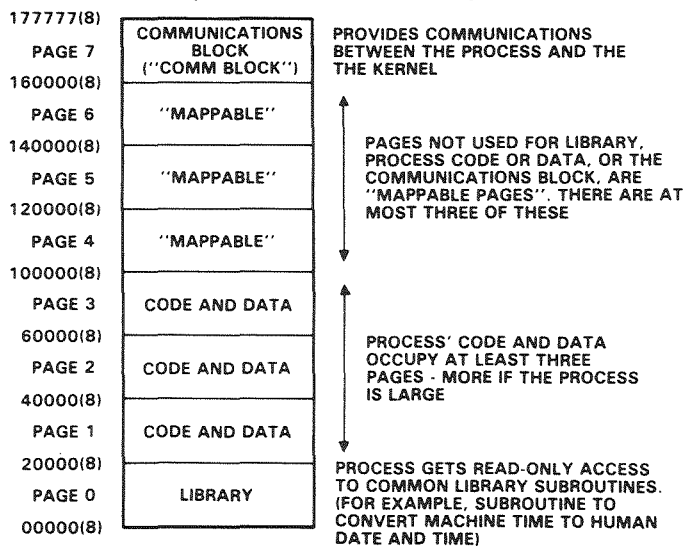 177777(8)
PAGE 7
COMMUNICATIONS
BLOCK
(''COMM BLOCK'')
PROVIDES COMMUNICATIONS
BETWEEN THE PROCESS AND THE
THE KERNEL
160000(8)
PAGE 6
''MAPPABLE''
140000(8)
PAGE 5
''MAPPABLE''
120000(8)
PAGE 4
''MAPPABLE''
PAGES NOT USED FOR LIBRARY,
PROCESS CODE OR DATA, OR THE
COMMUNICATIONS BLOCK, ARE
''MAPPABLE PAGES''. THERE ARE AT
MOST THREE OF THESE
100000(8)
PAGE 3
CODE AND DATA
60000(8)
PAGE 2
CODE AND DATA
40000(8)
PAGE 1
CODE AND DATA
PROCESS' CODE AND DATA
OCCUPY AT LEAST THREE
PAGES - MORE IF THE PROCESS
IS LARGE
20000(8)
PAGE 0
LIBRARY
00000(8)
PROCESS GETS READ-ONLY ACCESS
TO COMMON LIBRARY SUBROUTINES.
(FOR EXAMPLE, SUBROUTINE TO
CONVERT MACHINE TIME TO HUMAN
DATE AND TIME)